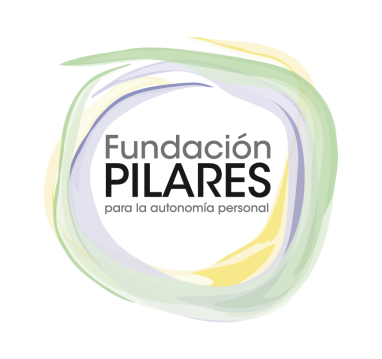 Fundación
PILARES
para la autonomía personal